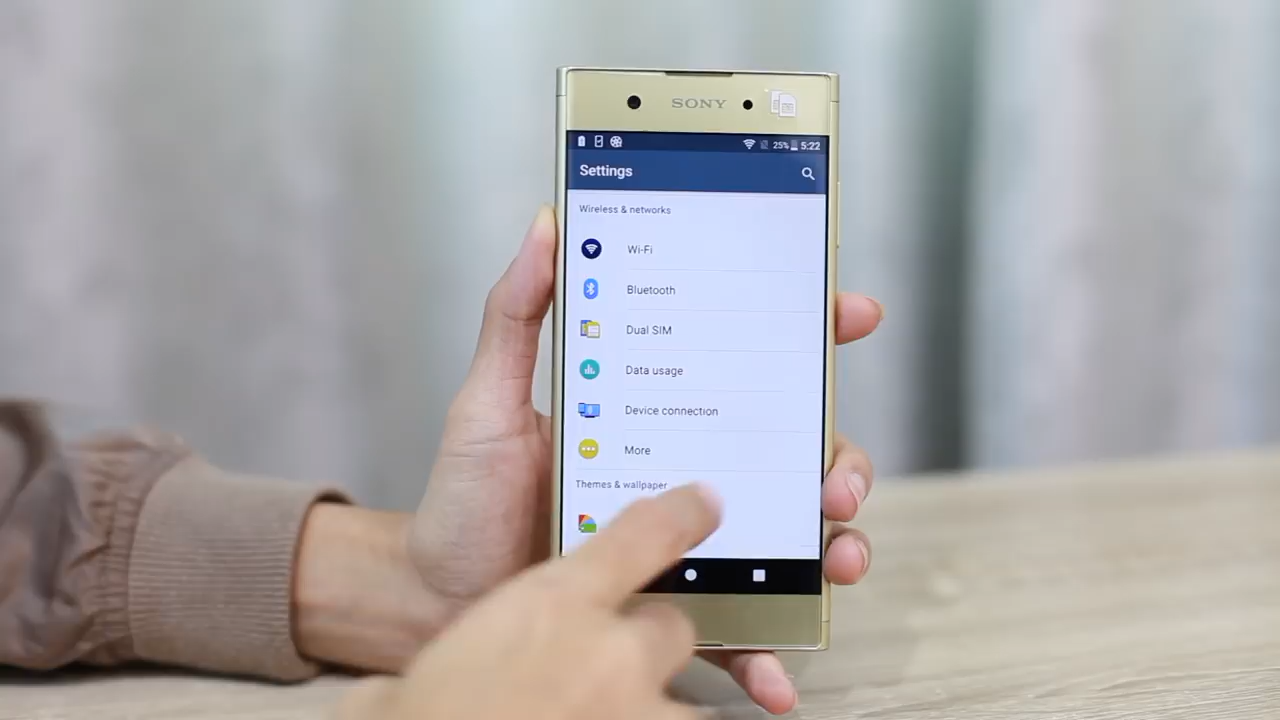 SONY
25% 5:22
Settings
Wireless & networks
Wi-Fi
Bluetooth
Dual SIM
Data usage
Device connection
More
Themes & wallpaper